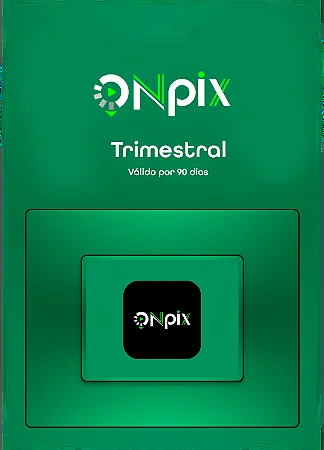 ONpix
Trimestral
Válido por 90 dias
ONpix